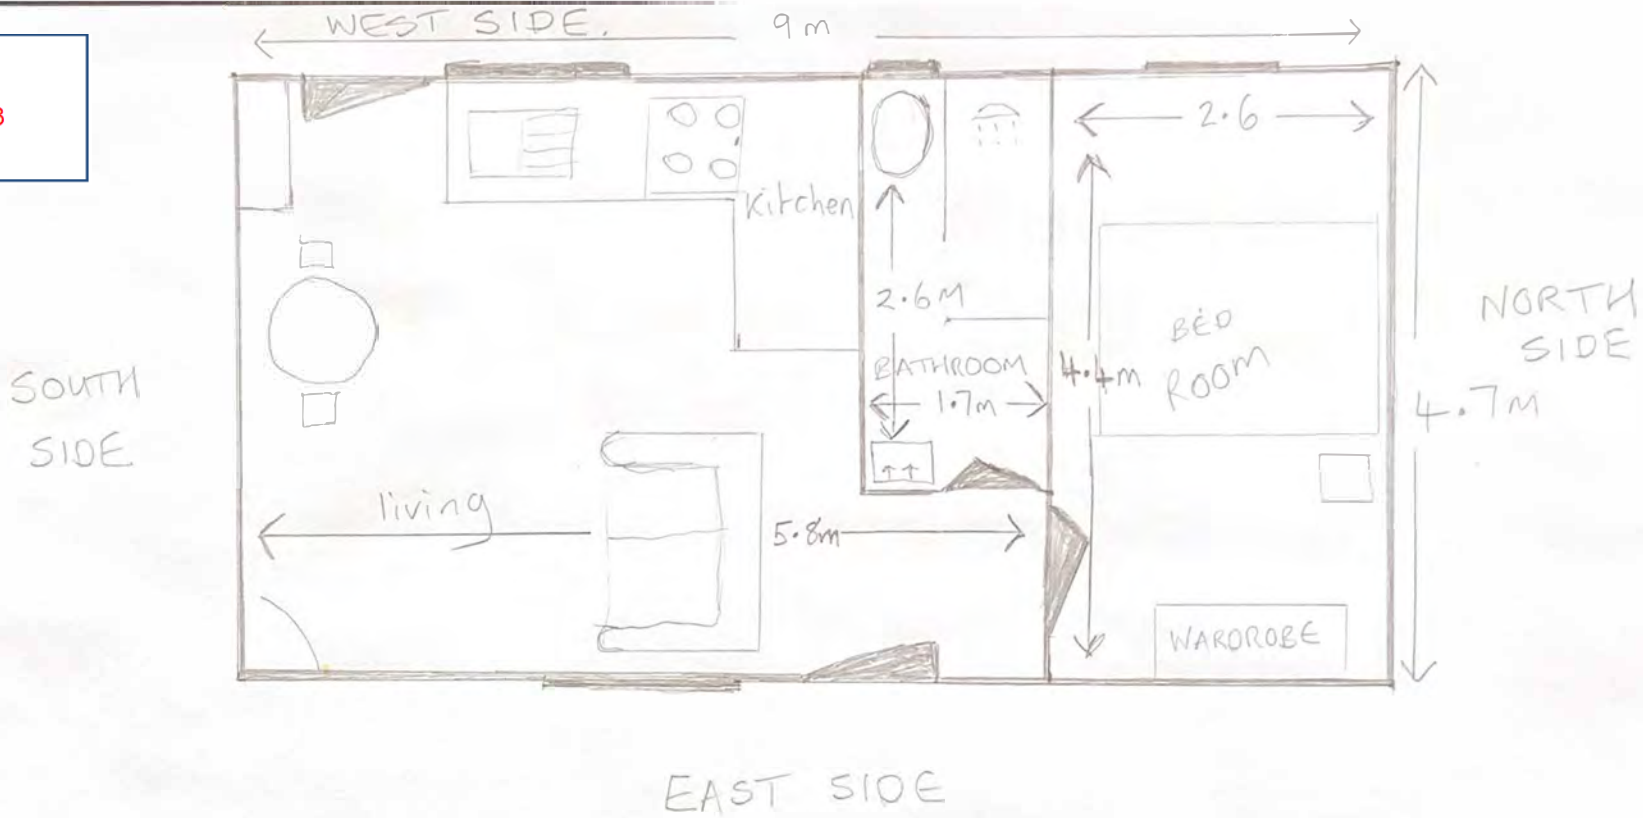 WEST SIDE.
9m
2.6
Kitchen
2.6M
BATHROOM
1.7m
4.4m
BED
ROOM
NORTH
SIDE
4.7M
SOUTH
SIDE
living
5.8m
WARDROBE
EAST SIDE